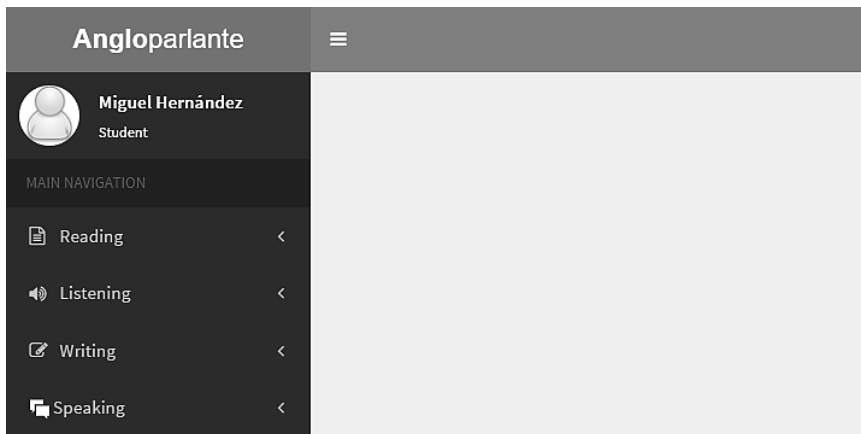 Angloparlante
Miguel Hernández
Student
MAIN NAVIGATION
Reading
Listening
Writing
Speaking